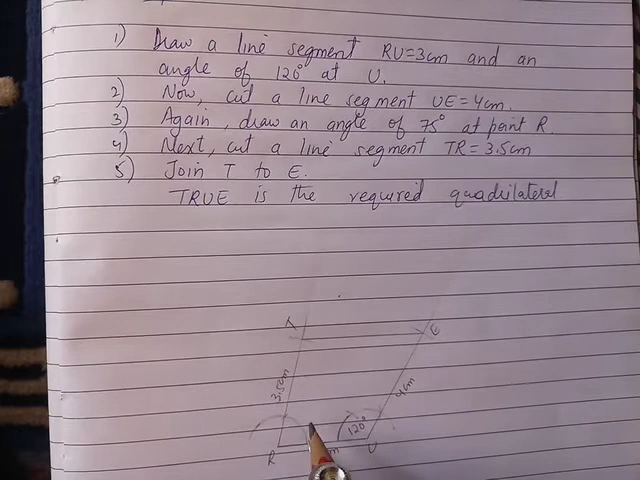 1) Draw a line segment RU=3cm and an
angle of 120° at U.
2) Now, cut a line segment UE=4cm.
3) Again, draw an angle of 75° at point R.
4) Next, cut a line segment TR=3.5cm
5) Join T to E.
TRUE is the required quadrilateral
T E
3.5cm 4cm
120°
R m U